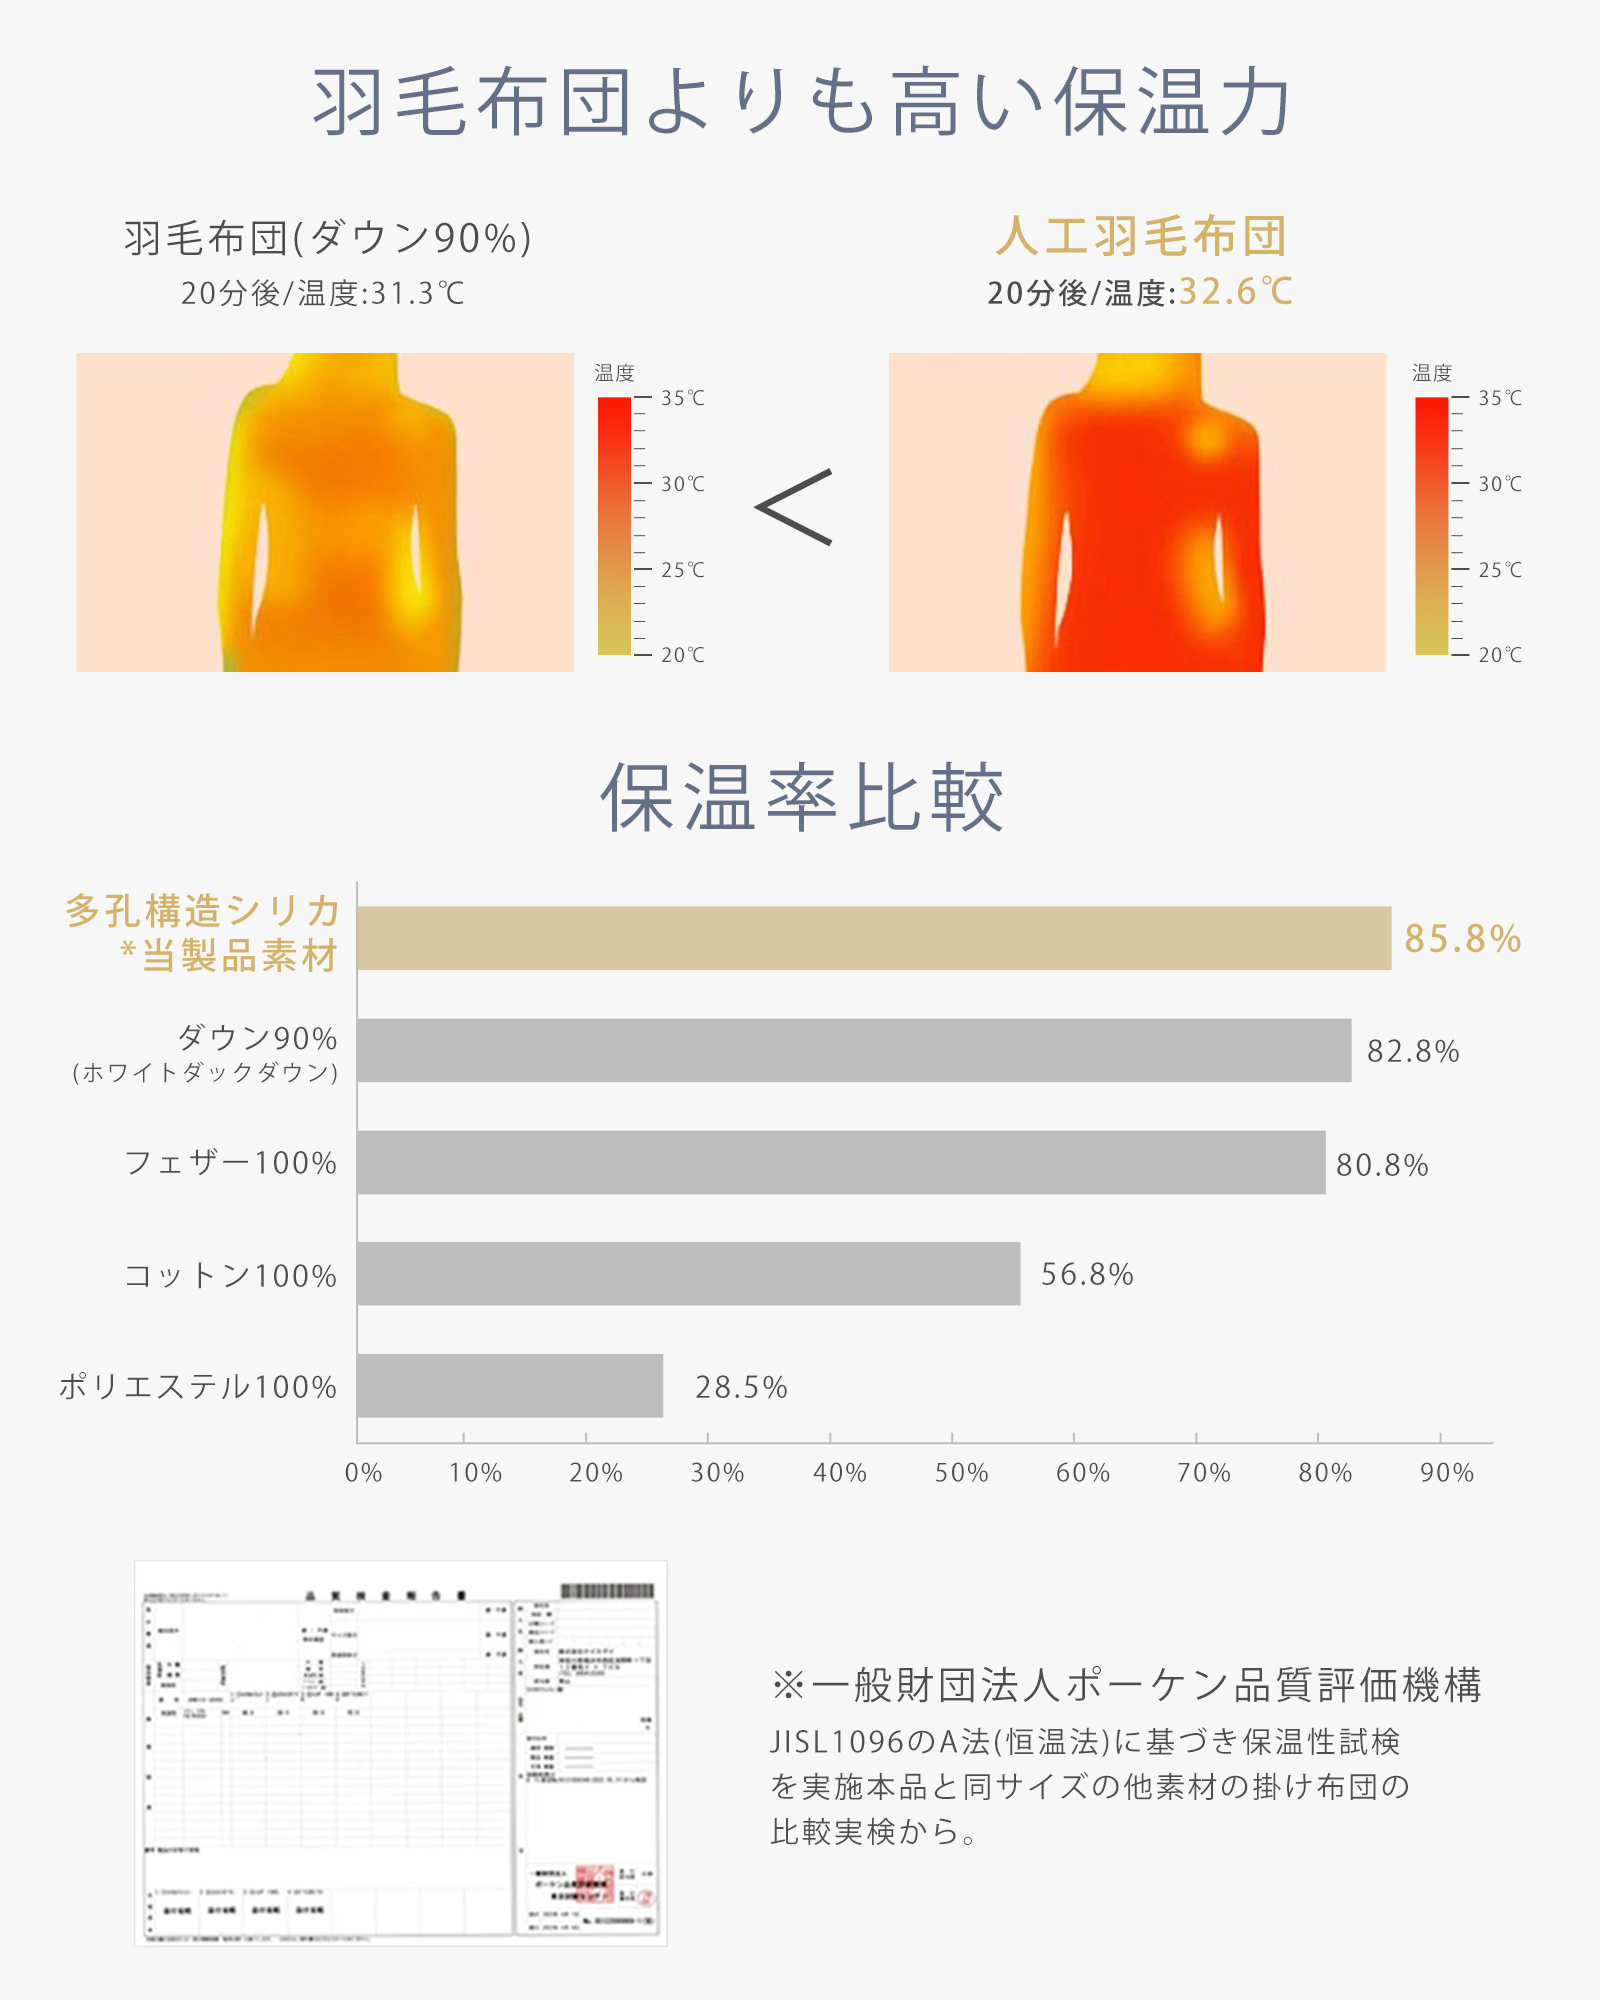 羽毛布団よりも高い保温力
羽毛布団(ダウン90%)
20分後/温度:31.3℃
人工羽毛布団
20分後/温度:32.6℃
温度
35℃
30℃
25℃
20℃
<
温度
35℃
30℃
25℃
20℃
保温率比較
多孔構造シリカ
*当製品素材
85.8%
ダウン90%
(ホワイトダックダウン)
82.8%
フェザー100%
80.8%
コットン100%
56.8%
ポリエステル100%
28.5%
0% 10% 20% 30% 40% 50% 60% 70% 80% 90%
品質検査報告書
※一般財団法人ポーケン品質評価機構
JISL1096のA法(恒温法)に基づき保温性試検
を実施本品と同サイズの他素材の掛け布団の
比較実検から。